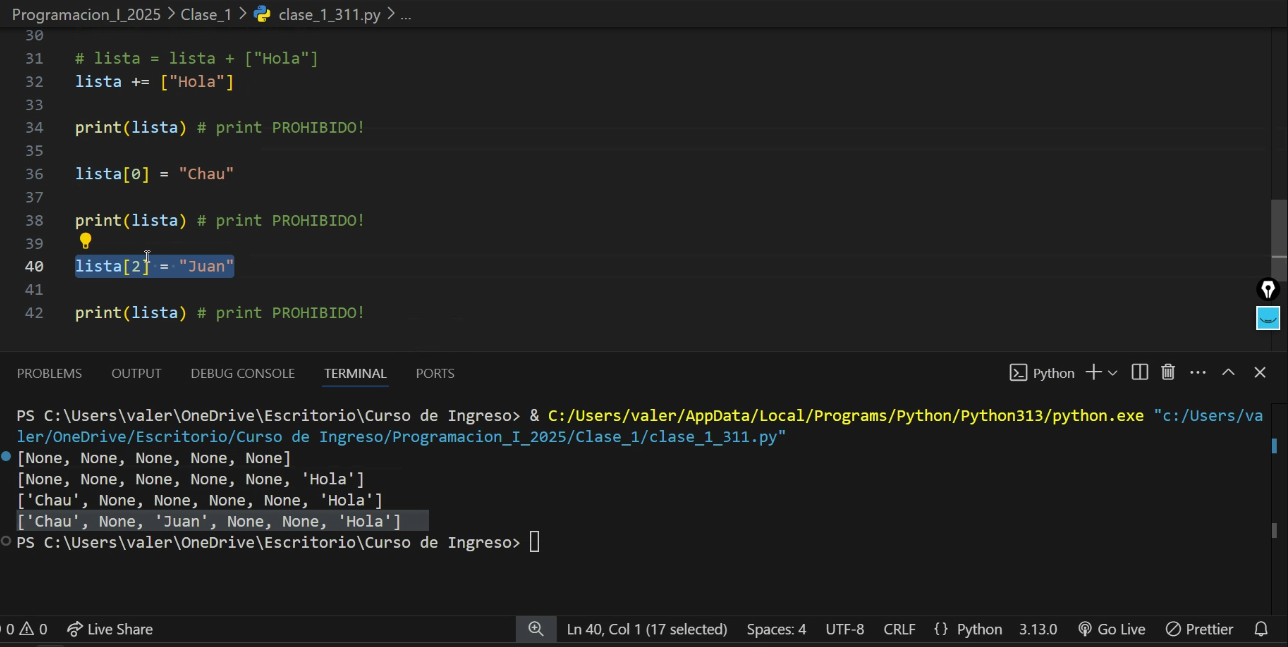 Programacion_I_2025 > Clase_1 > clase_1_311.py > ...
30
31 # lista = lista + ["Hola"]
32 lista += ["Hola"]
33
34 print(lista) # print PROHIBIDO!
35
36 lista[0] = "Chau"
37
38 print(lista) # print PROHIBIDO!
39
40 lista[2] = "Juan"
41
42 print(lista) # print PROHIBIDO!
PROBLEMS OUTPUT DEBUG CONSOLE TERMINAL PORTS Python
PS C:\Users\valer\OneDrive\Escritorio\Curso de Ingreso> & C:/Users/valer/AppData/Local/Programs/Python/Python313/python.exe "c:/Users/va
ler/OneDrive/Escritorio/Curso de Ingreso/Programacion_I_2025/Clase_1/clase_1_311.py"
[None, None, None, None, None]
[None, None, None, None, None, 'Hola']
['Chau', None, None, None, None, 'Hola']
['Chau', None, 'Juan', None, None, 'Hola']
PS C:\Users\valer\OneDrive\Escritorio\Curso de Ingreso>
0 0 Live Share Ln 40, Col 1 (17 selected) Spaces: 4 UTF-8 CRLF {} Python 3.13.0 Go Live Prettier